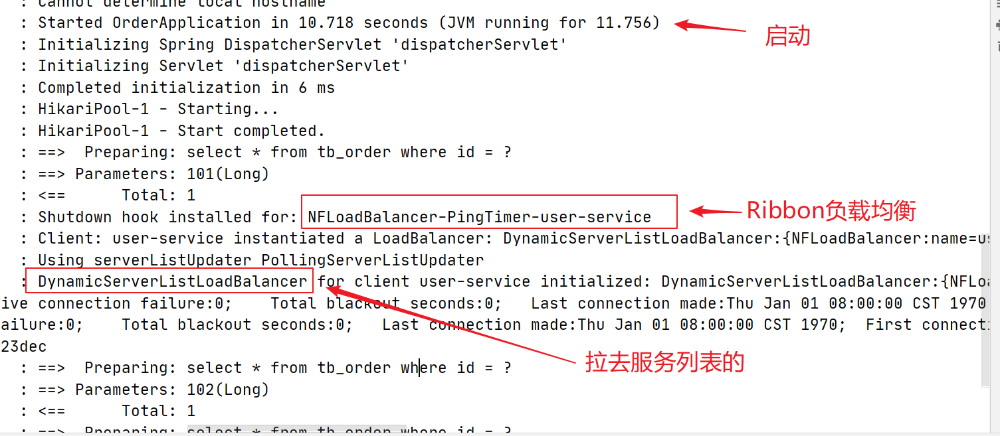 : Cannot determine local hostname
: Started OrderApplication in 10.718 seconds (JVM running for 11.756)
启动
: Initializing Spring DispatcherServlet 'dispatcherServlet'
: Initializing Servlet 'dispatcherServlet'
: Completed initialization in 6 ms
: HikariPool-1 - Starting...
: HikariPool-1 - Start completed.
: ==>  Preparing: select * from tb_order where id = ?
: ==> Parameters: 101(Long)
: <==      Total: 1
: Shutdown hook installed for: NFLoadBalancer-PingTimer-user-service
Ribbon负载均衡
: Client: user-service instantiated a LoadBalancer: DynamicServerListLoadBalancer:{NFLoadBalancer:name=us
: Using serverListUpdater PollingServerListUpdater
: DynamicServerListLoadBalancer for client user-service initialized: DynamicServerListLoadBalancer:{NFLoa
ive connection failure:0;    Total blackout seconds:0;   Last connection made:Thu Jan 01 08:00:00 CST 1970;
ailure:0;    Total blackout seconds:0;   Last connection made:Thu Jan 01 08:00:00 CST 1970;  First connecti
23dec
拉去服务列表的
: ==>  Preparing: select * from tb_order where id = ?
: ==> Parameters: 102(Long)
: <==      Total: 1
: ==>  Preparing: select * from tb_order where id = ?